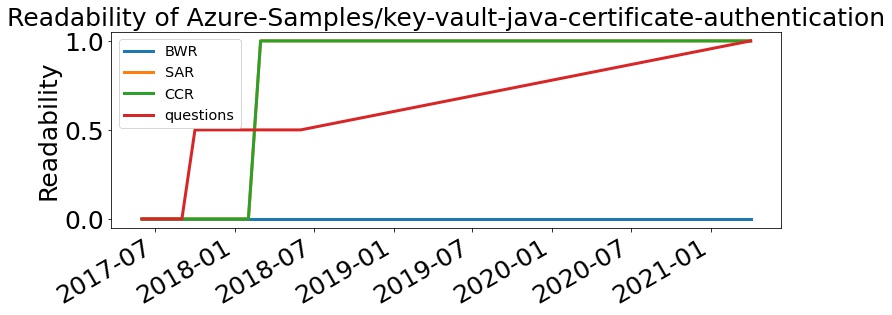 Readability of Azure-Samples/key-vault-java-certificate-authentication
Readability
1.0
0.5
0.0
BWR
SAR
CCR
questions
2017-07
2018-01
2018-07
2019-01
2019-07
2020-01
2020-07
2021-01